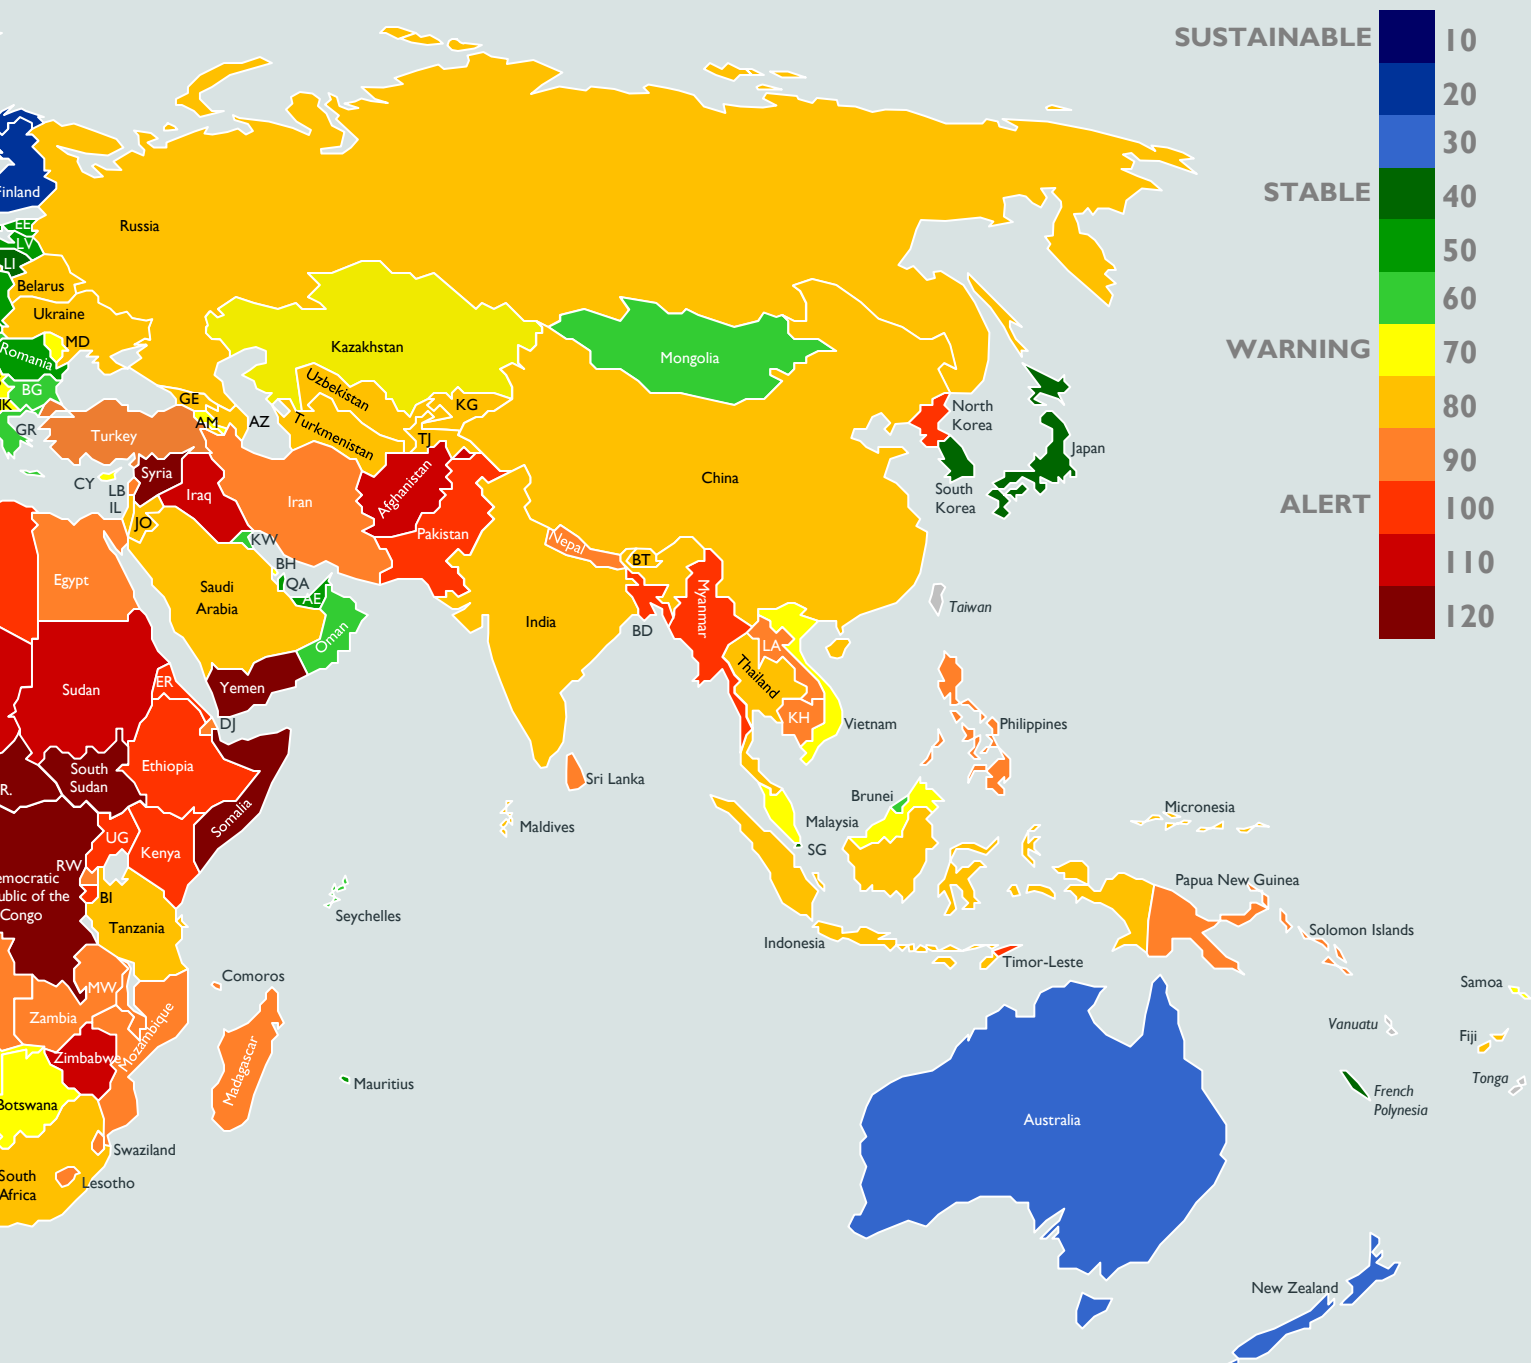 SUSTAINABLE
10
20
30
STABLE
40
50
60
WARNING
70
80
90
ALERT
100
110
120
Finland
EE
LV
LI
Russia
Belarus
Ukraine
MD
Romania
BG
GR
Kazakhstan
Uzbekistan
Turkmenistan
KG
TJ
GE
AM
AZ
Turkey
CY
LB
IL
Syria
Iraq
JO
Iran
Afghanistan
Pakistan
KW
BH
QA
AE
Oman
Saudi
Arabia
Yemen
Mongolia
China
North
Korea
South
Korea
Japan
Nepal
BT
India
BD
Myanmar
LA
Thailand
KH
Vietnam
Taiwan
Philippines
Sri Lanka
Maldives
Brunei
Malaysia
SG
Indonesia
Timor-Leste
Micronesia
Papua New Guinea
Solomon Islands
Samoa
Vanuatu
Fiji
Tonga
French
Polynesia
Australia
New Zealand
Egypt
Sudan
ER
DJ
Ethiopia
South
Sudan
R.
Somalia
UG
Kenya
RW
BI
emocratic
ublic of the
Congo
Tanzania
Seychelles
Comoros
MW
Zambia
Mozambique
Zimbabwe
Madagascar
Mauritius
Botswana
Swaziland
Lesotho
South
Africa